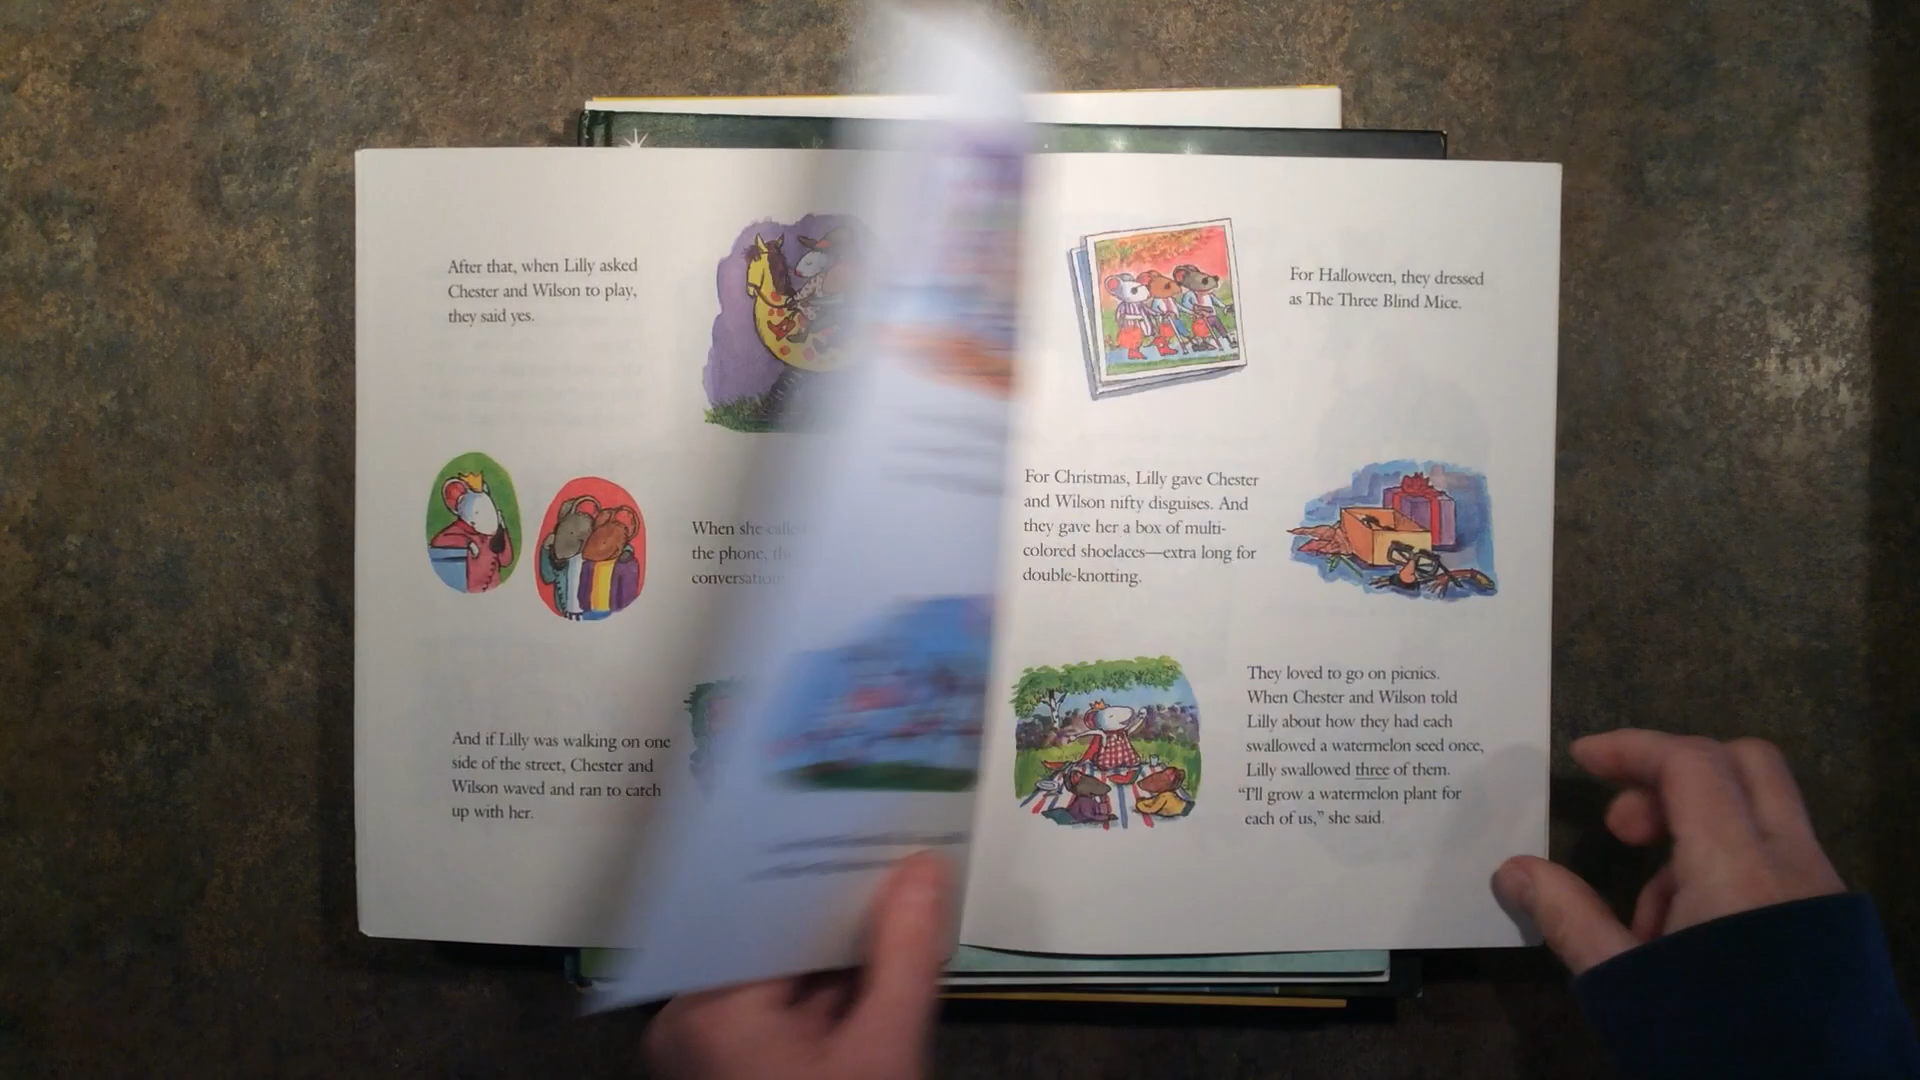 After that, when Lilly asked
Chester and Wilson to play,
they said yes.
When she called
the phone, 
conversation
And if Lilly was walking on one
side of the street, Chester and
Wilson waved and ran to catch
up with her.
For Halloween, they dressed
as The Three Blind Mice.
For Christmas, Lilly gave Chester
and Wilson nifty disguises. And
they gave her a box of multi-
colored shoelaces—extra long for
double-knotting.
They loved to go on picnics.
When Chester and Wilson told
Lilly about how they had each
swallowed a watermelon seed once,
Lilly swallowed three of them.
“I’ll grow a watermelon plant for
each of us,” she said.